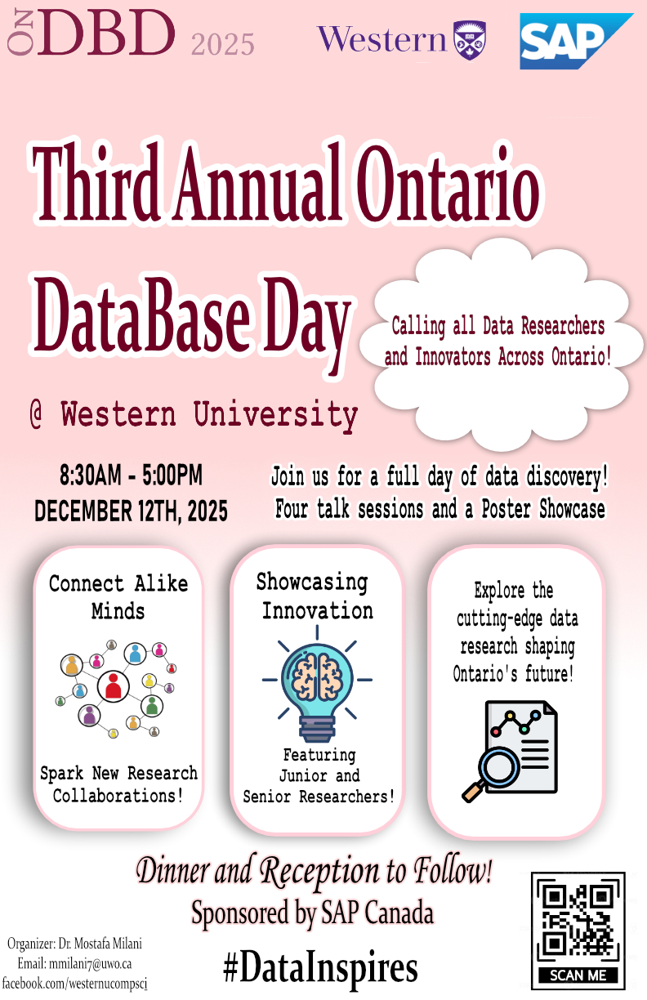 ONDBD 2025
Western
SAP
Third Annual Ontario
DataBase Day
Calling all Data Researchers
and Innovators Across Ontario!
@ Western University
8:30AM - 5:00PM
DECEMBER 12TH, 2025
Join us for a full day of data discovery!
Four talk sessions and a Poster Showcase
Connect Alike
Minds
Spark New Research
Collaborations!
Showcasing
Innovation
Featuring
Junior and
Senior Researchers!
Explore the
cutting-edge data
research shaping
Ontario's future!
Dinner and Reception to Follow!
Sponsored by SAP Canada
#DataInspires
Organizer: Dr. Mostafa Milani
Email: mmilani7@uwo.ca
facebook.com/westernucompsci
SCAN ME